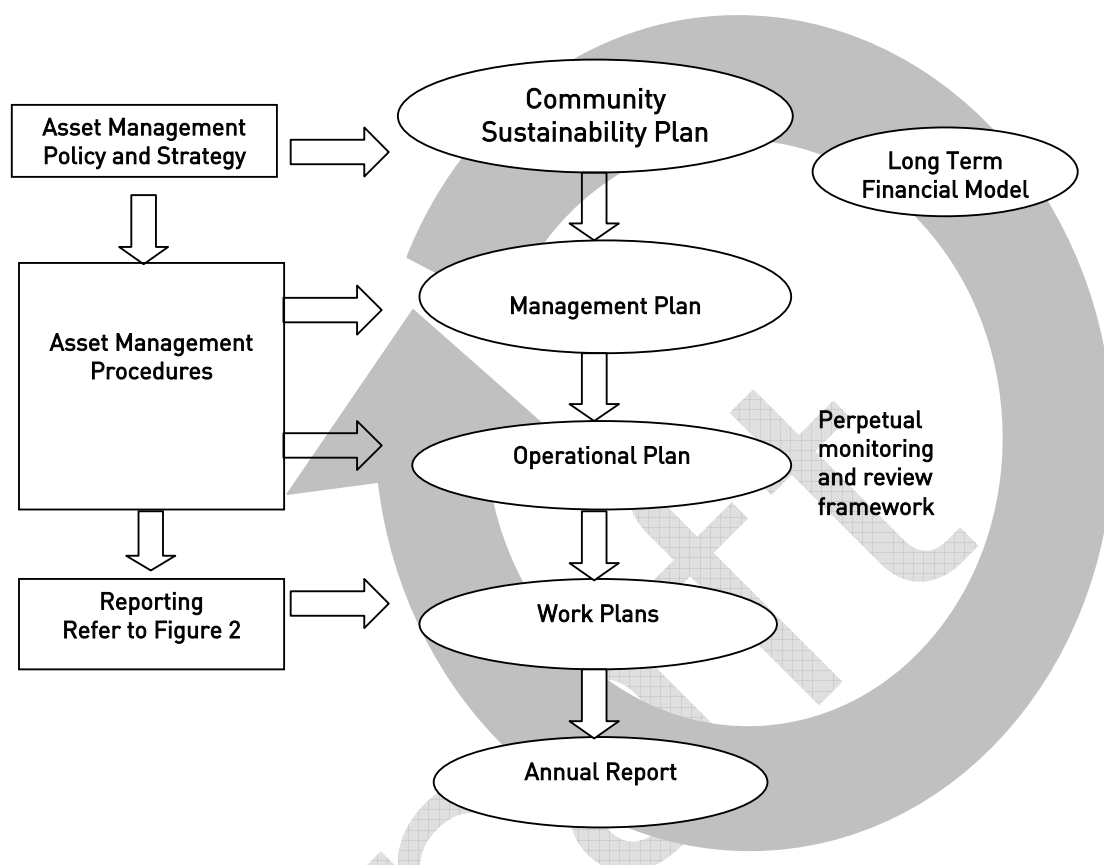 Asset Management
Policy and Strategy
Community
Sustainability Plan
Long Term
Financial Model
Asset Management
Procedures
Management Plan
Operational Plan
Perpetual
monitoring
and review
framework
Reporting
Refer to Figure 2
Work Plans
Annual Report